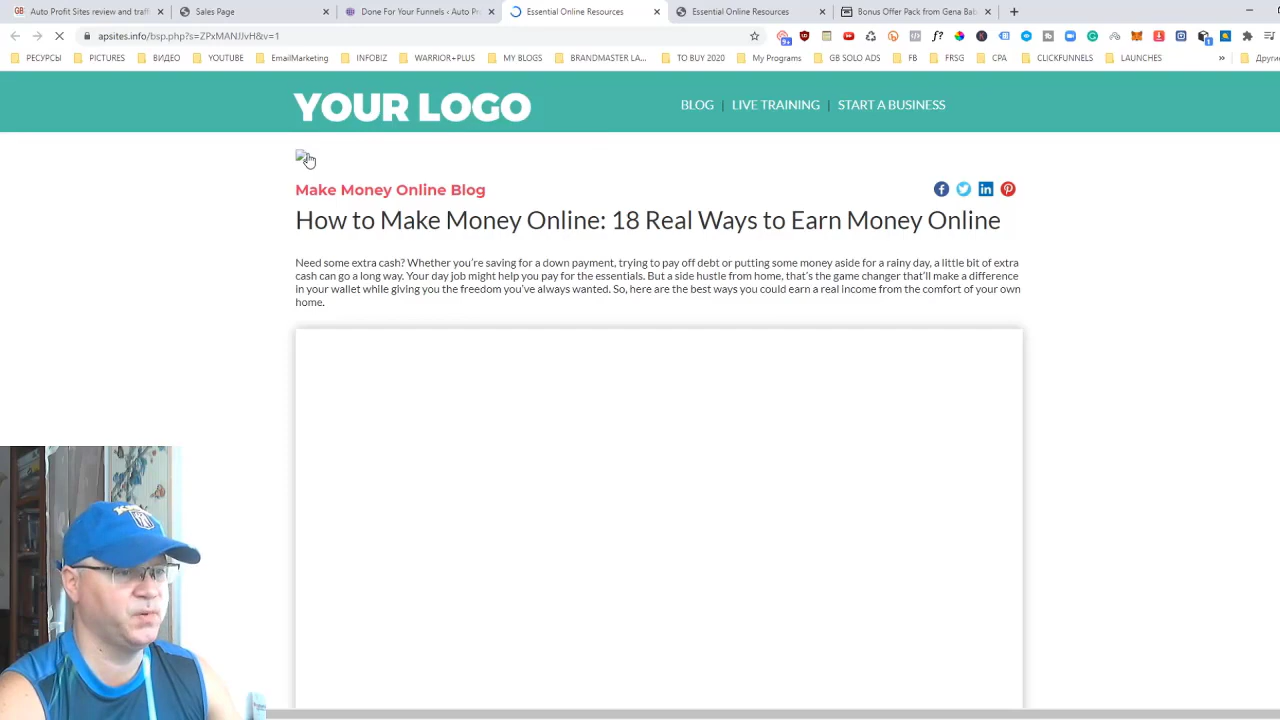 Auto Profit Sites review and traff
Sales Page
Done For Your Funnels ‹ Auto Pr
Essential Online Resources
Essential Online Resources
Bonus Offer Pack from Gena Bab
apsites.info/bsp.php?s=ZPxMANJJvH&v=1
РЕСУРСЫ
PICTURES
ВИДЕО
YOUTUBE
EmailMarketing
INFOBIZ
WARRIOR+PLUS
MY BLOGS
BRANDMASTER LA...
TO BUY 2020
My Programs
GB SOLO ADS
FB
FRSG
CPA
CLICKFUNNELS
LAUNCHES
»
Други
YOUR LOGO
BLOG | LIVE TRAINING | START A BUSINESS
Make Money Online Blog
How to Make Money Online: 18 Real Ways to Earn Money Online
Need some extra cash? Whether you're saving for a down payment, trying to pay off debt or putting some money aside for a rainy day, a little bit of extra
cash can go a long way. Your day job might help you pay for the essentials. But a side hustle from home, that's the game changer that'll make a difference
in your wallet while giving you the freedom you've always wanted. So, here are the best ways you could earn a real income from the comfort of your own
home.